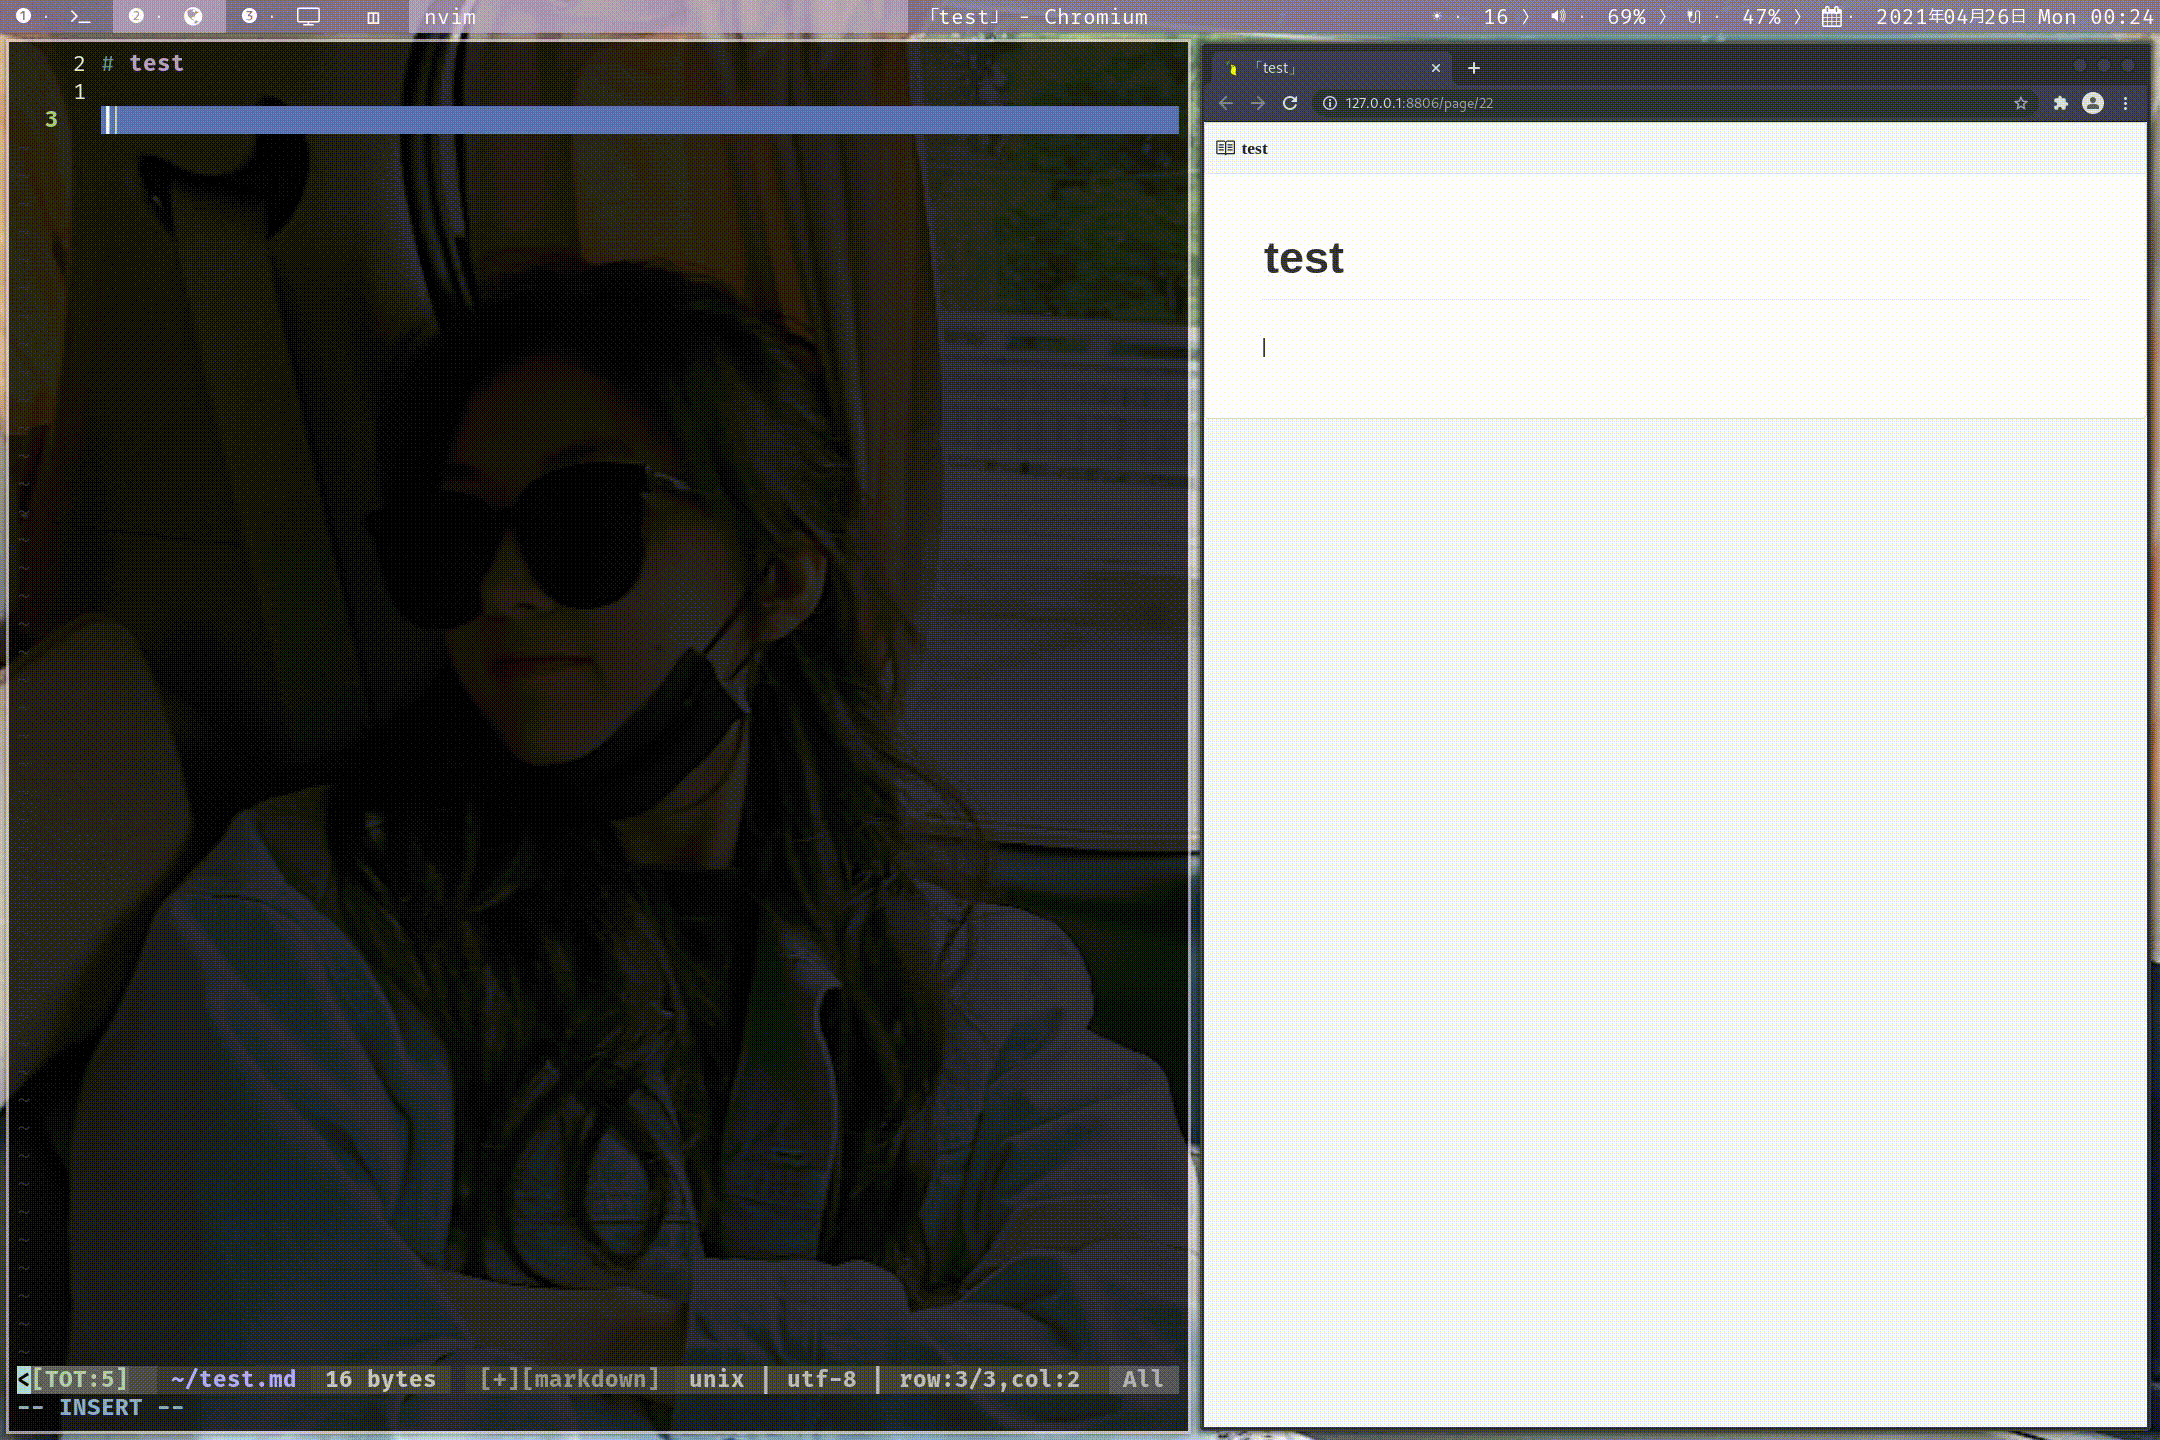 1 · 2 · 3 · nvim 「test」 - Chromium · 16 〉 · 69% 〉 · 47% 〉 · 2021年04月26日 Mon 00:24
2 # test
1
3 ||
<[TOT:5] ~/test.md 16 bytes [+][markdown] unix | utf-8 | row:3/3,col:2 All
-- INSERT --
「test」 × +
127.0.0.1:8806/page/22
test
test
|